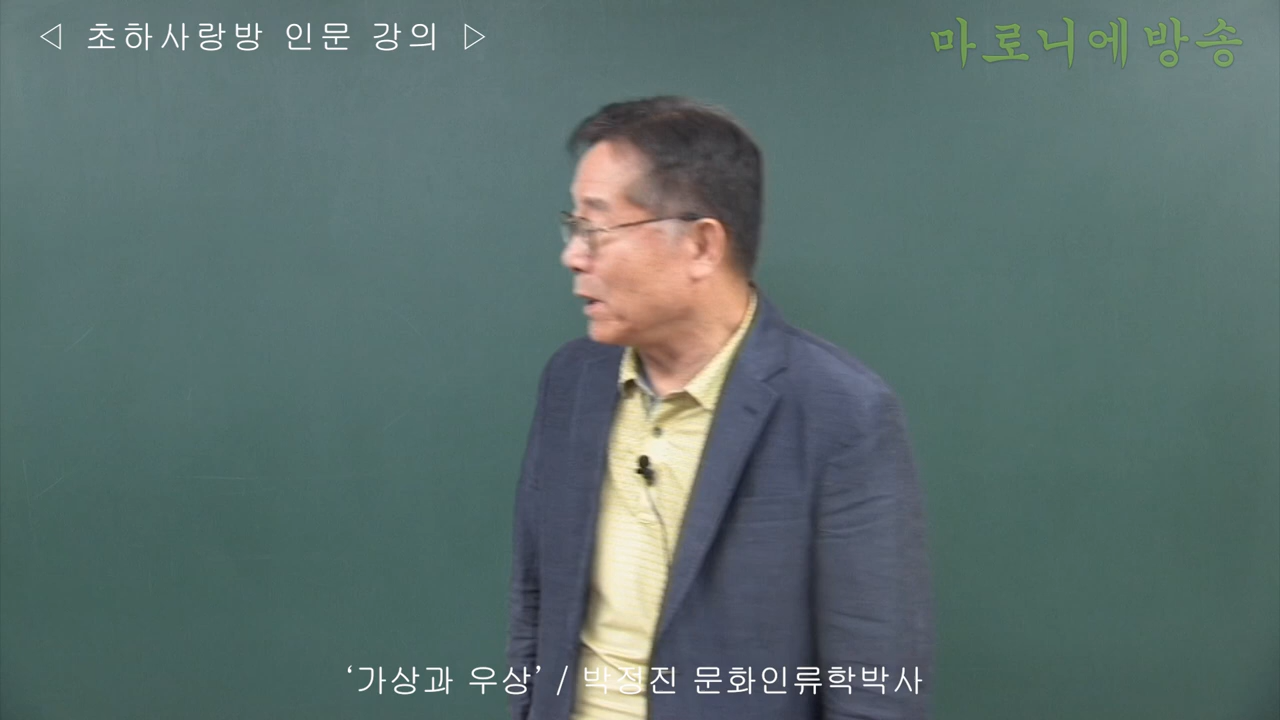 ◁ 초하사랑방 인문 강의 ▷
마로니에방송
‘가상과 우상’ / 박정진 문화인류학박사